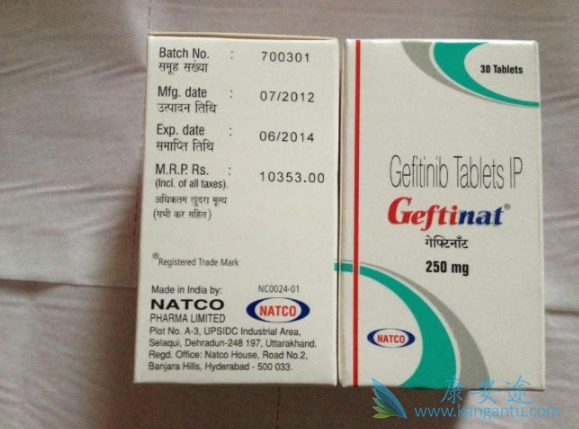 Batch No. : 700301
समूह सख्या
Mfg. date : 07/2012
उत्पादन तिथि
Exp. date : 06/2014
समाप्ति तिथि
M.R.P. Rs. : 10353.00
(Incl. of all taxes).
अधिकतम खुदरा मूल्य
(सभी कर सहित)
®Registered Trade Mark
Made in India by: NC0024-01
NATCO NATCO
PHARMA LIMITED
Plot No. A-3, UPSIDC Industrial Area,
Selaqui, Dehradun-248 197, Uttarakhand.
Regd. Office: Natco House, Road No.2,
Banjara Hills, Hyderabad - 500 033.
30 Tablets
Gefitinib Tablets IP
Geftinat®
गेफ्टिनॉट
250 mg
NATCO
康安途
www.kangantu.com